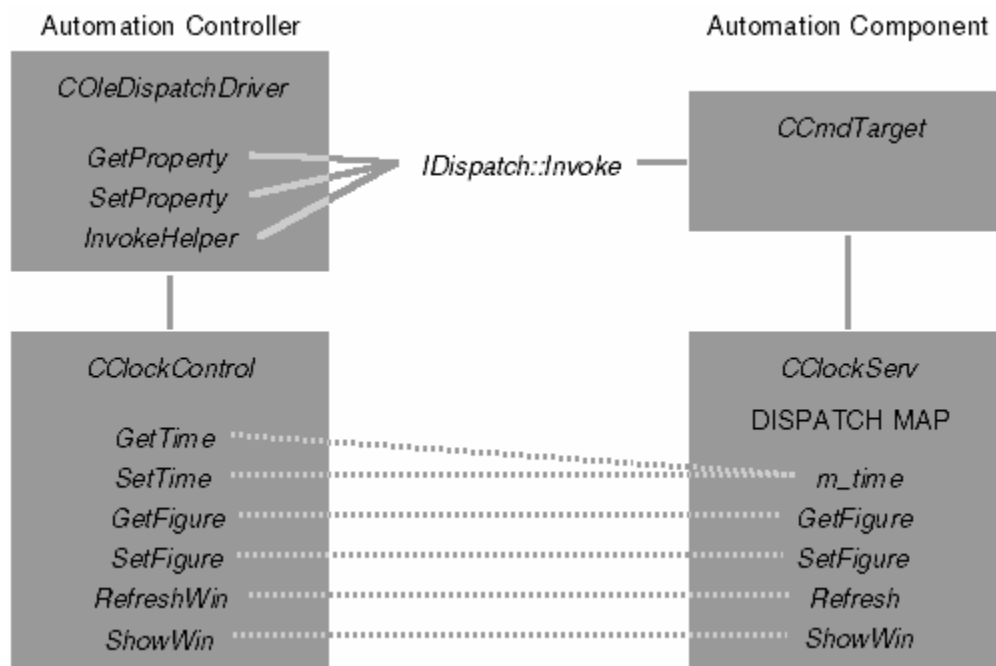 Automation Controller
COleDispatchDriver
GetProperty
SetProperty
InvokeHelper
IDispatch::Invoke
Automation Component
CCmdTarget
CClockControl
GetTime
SetTime
GetFigure
SetFigure
RefreshWin
ShowWin
CClockServ
DISPATCH MAP
m_time
GetFigure
SetFigure
Refresh
ShowWin